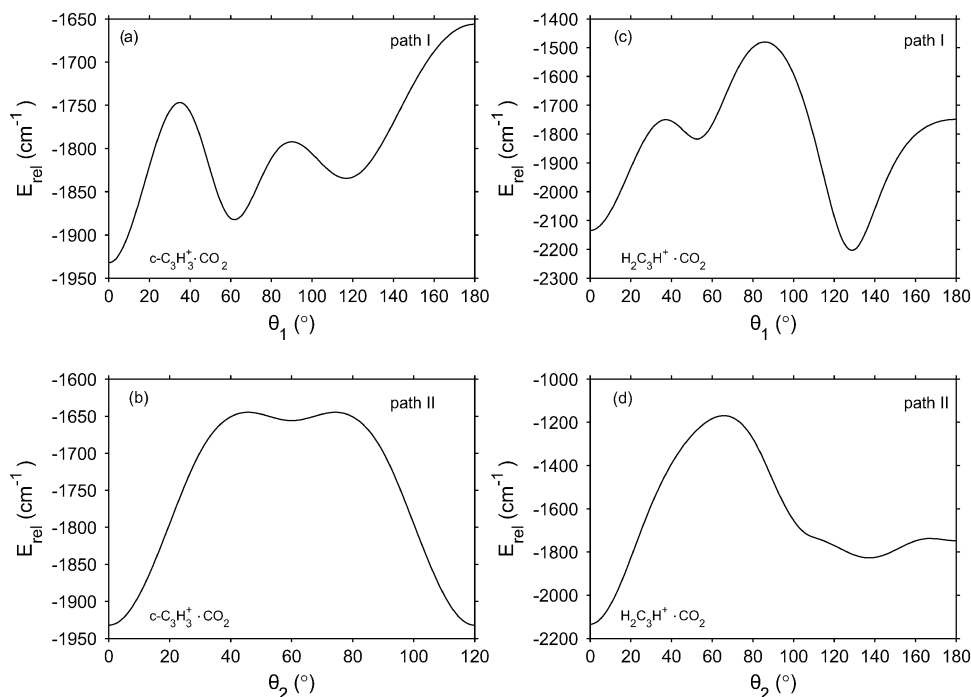 -1650
-1700
-1750
-1800
-1850
-1900
-1950
E_rel (cm⁻¹)
(a)
path I
c-C₃H₃⁺·CO₂
0 20 40 60 80 100 120 140 160 180
θ₁ (°)
-1400
-1500
-1600
-1700
-1800
-1900
-2000
-2100
-2200
-2300
E_rel (cm⁻¹)
(c)
path I
H₂C₃H⁺·CO₂
0 20 40 60 80 100 120 140 160 180
θ₁ (°)
-1600
-1650
-1700
-1750
-1800
-1850
-1900
-1950
E_rel (cm⁻¹)
(b)
path II
c-C₃H₃⁺·CO₂
0 20 40 60 80 100 120
θ₂ (°)
-1000
-1200
-1400
-1600
-1800
-2000
-2200
E_rel (cm⁻¹)
(d)
path II
H₂C₃H⁺·CO₂
0 20 40 60 80 100 120 140 160 180
θ₂ (°)